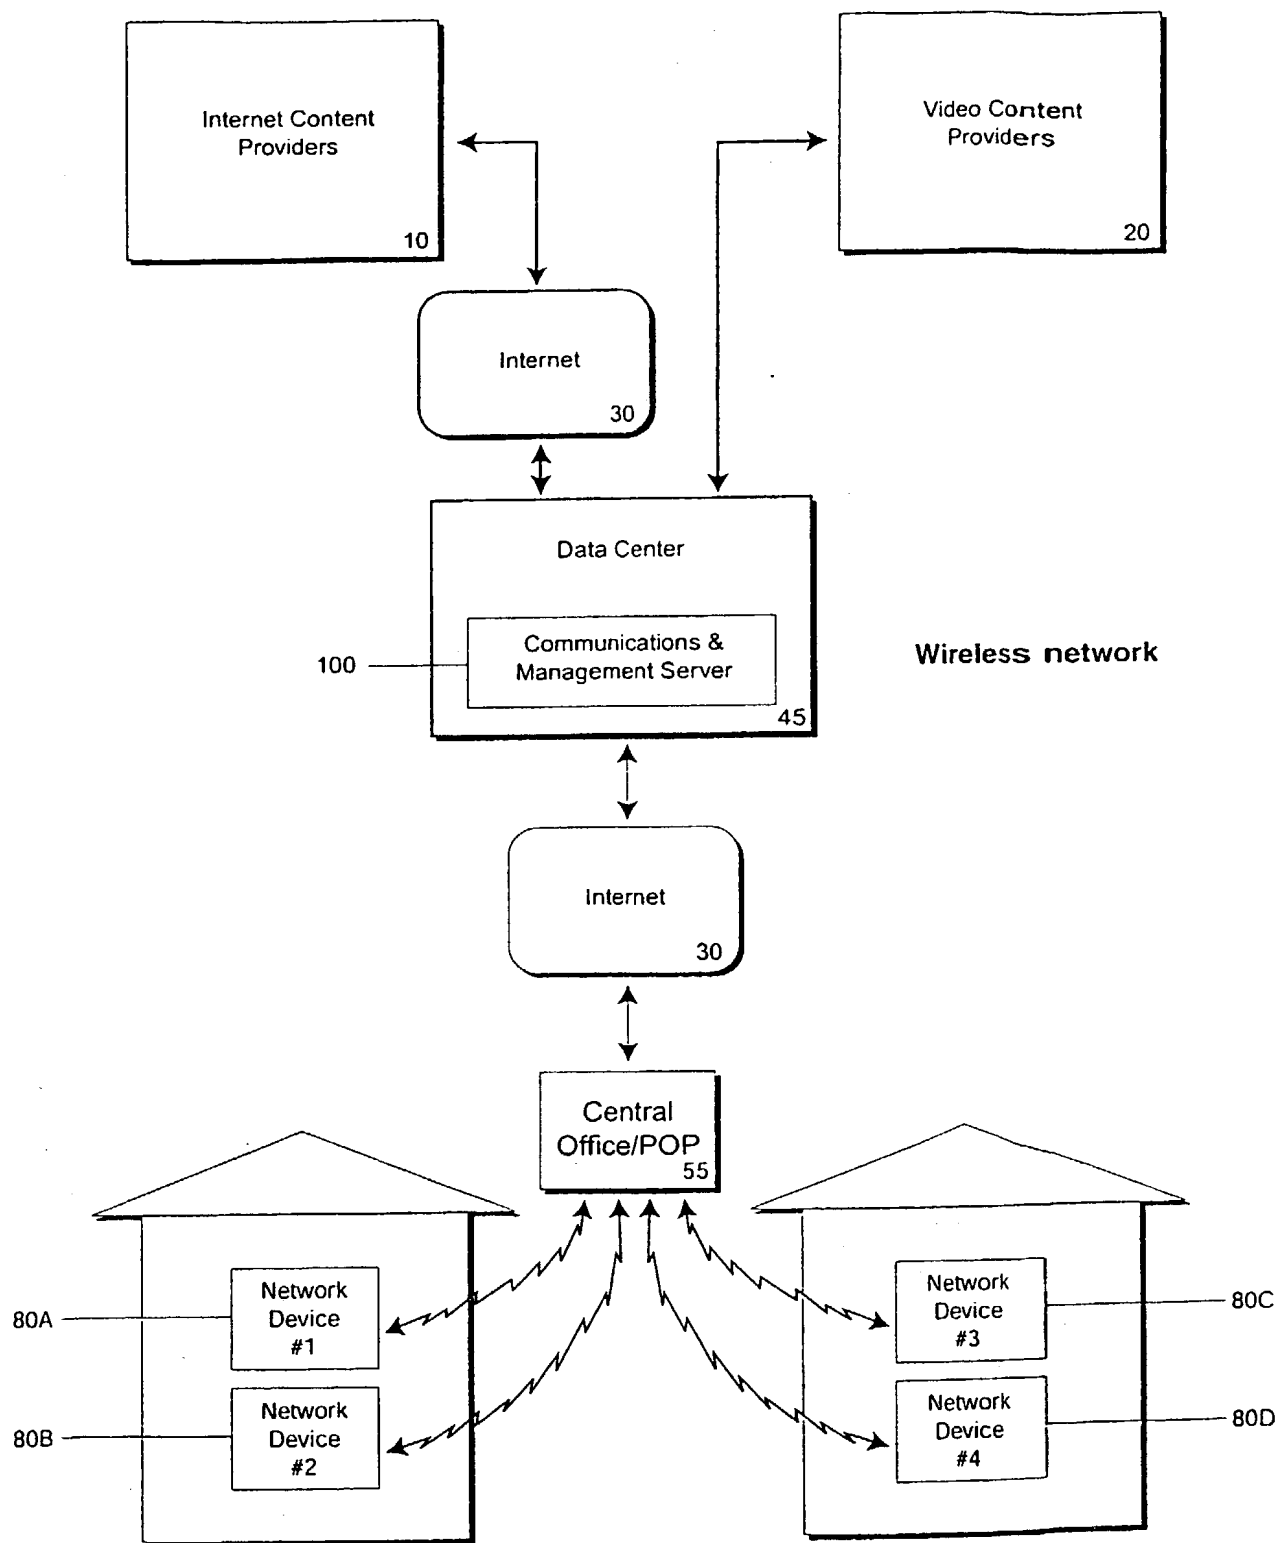 Internet Content
Providers
10
Video Content
Providers
20
Internet
30
Data Center
100
Communications &
Management Server
45
Wireless network
Internet
30
Central
Office/POP
55
80A
Network
Device
#1
80B
Network
Device
#2
Network
Device
#3
80C
Network
Device
#4
80D